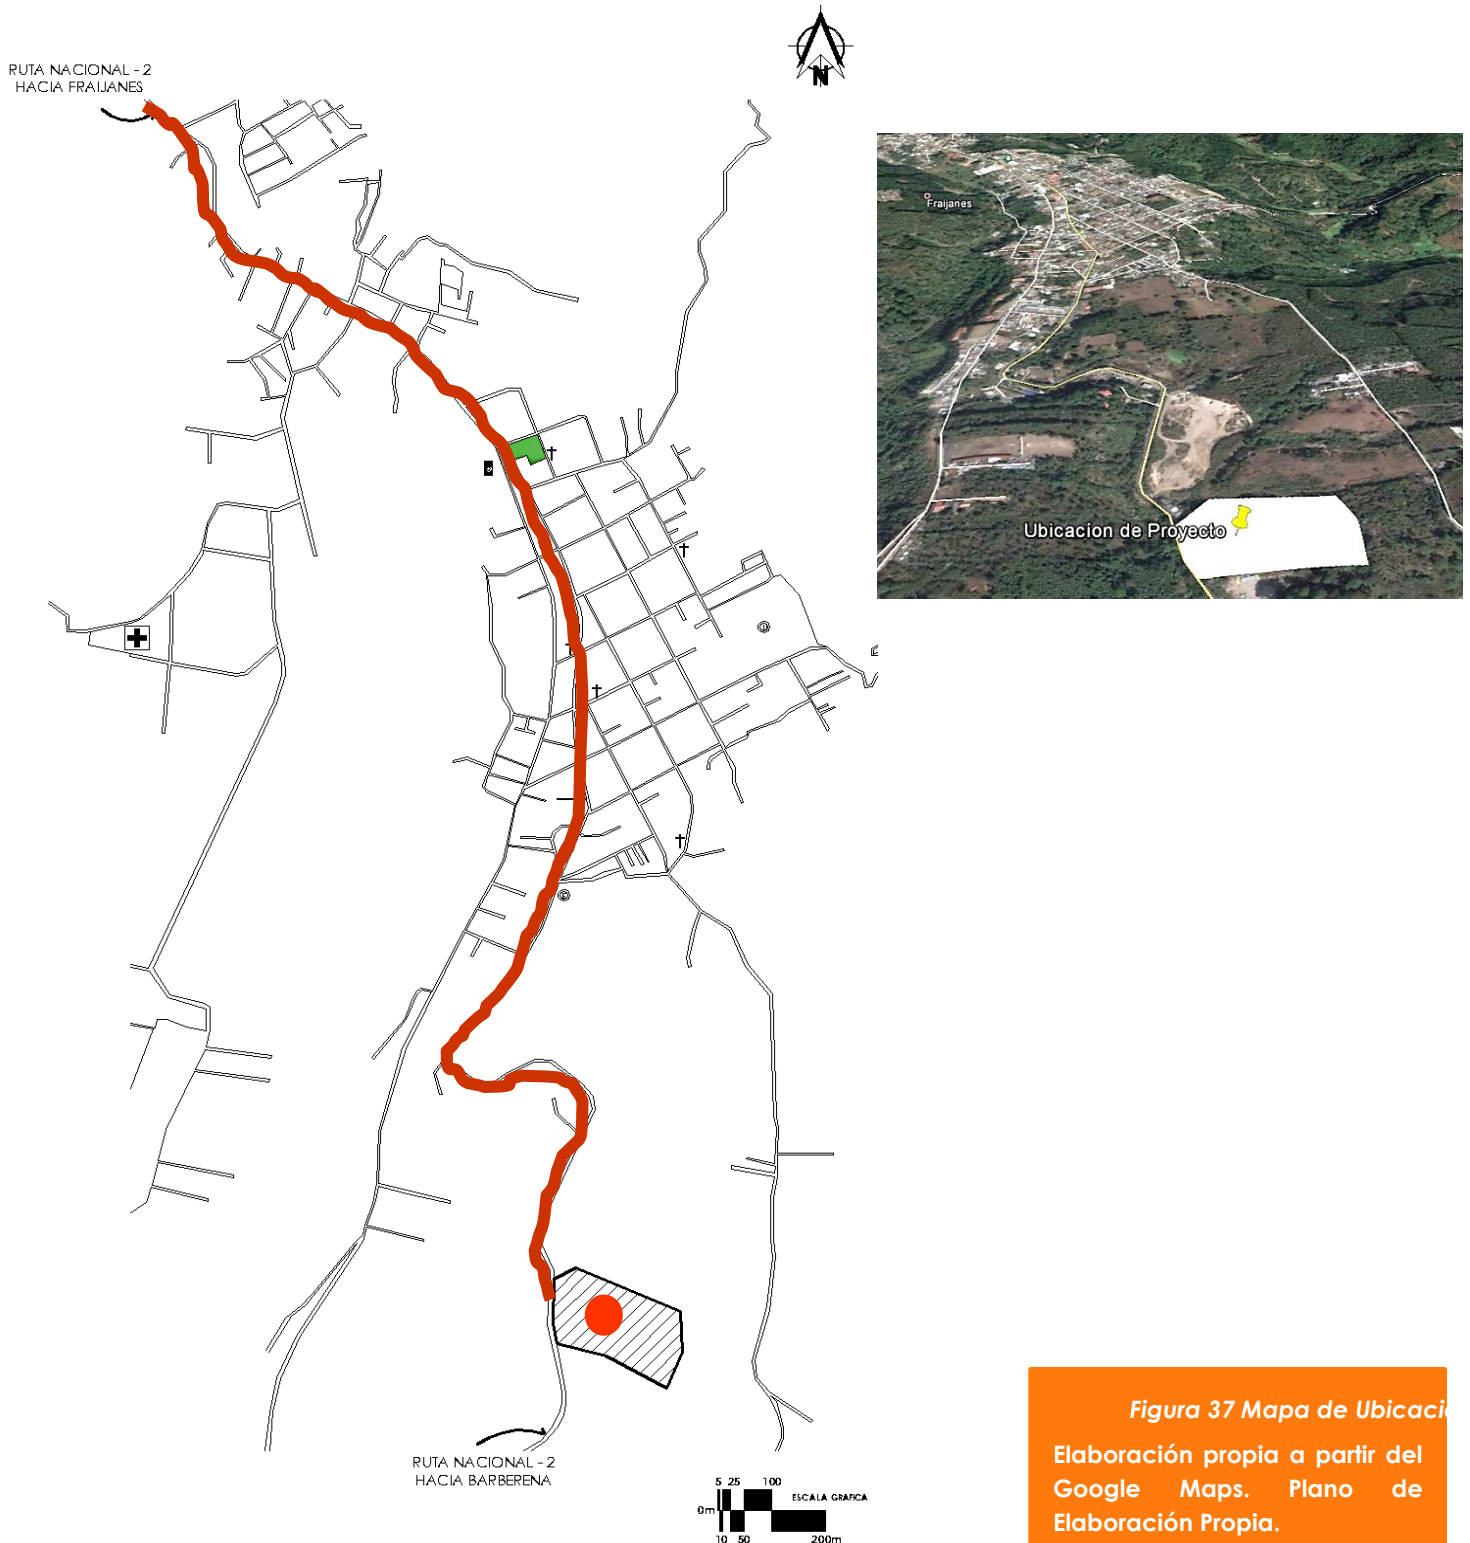 N
RUTA NACIONAL - 2
HACIA FRAIJANES
Fraijanes
Ubicacion de Proyecto
RUTA NACIONAL - 2
HACIA BARBERENA
5 25 100
ESCALA GRAFICA
0m
10 50 200m
Figura 37 Mapa de Ubicació
Elaboración propia a partir del
Google Maps. Plano de
Elaboración Propia.